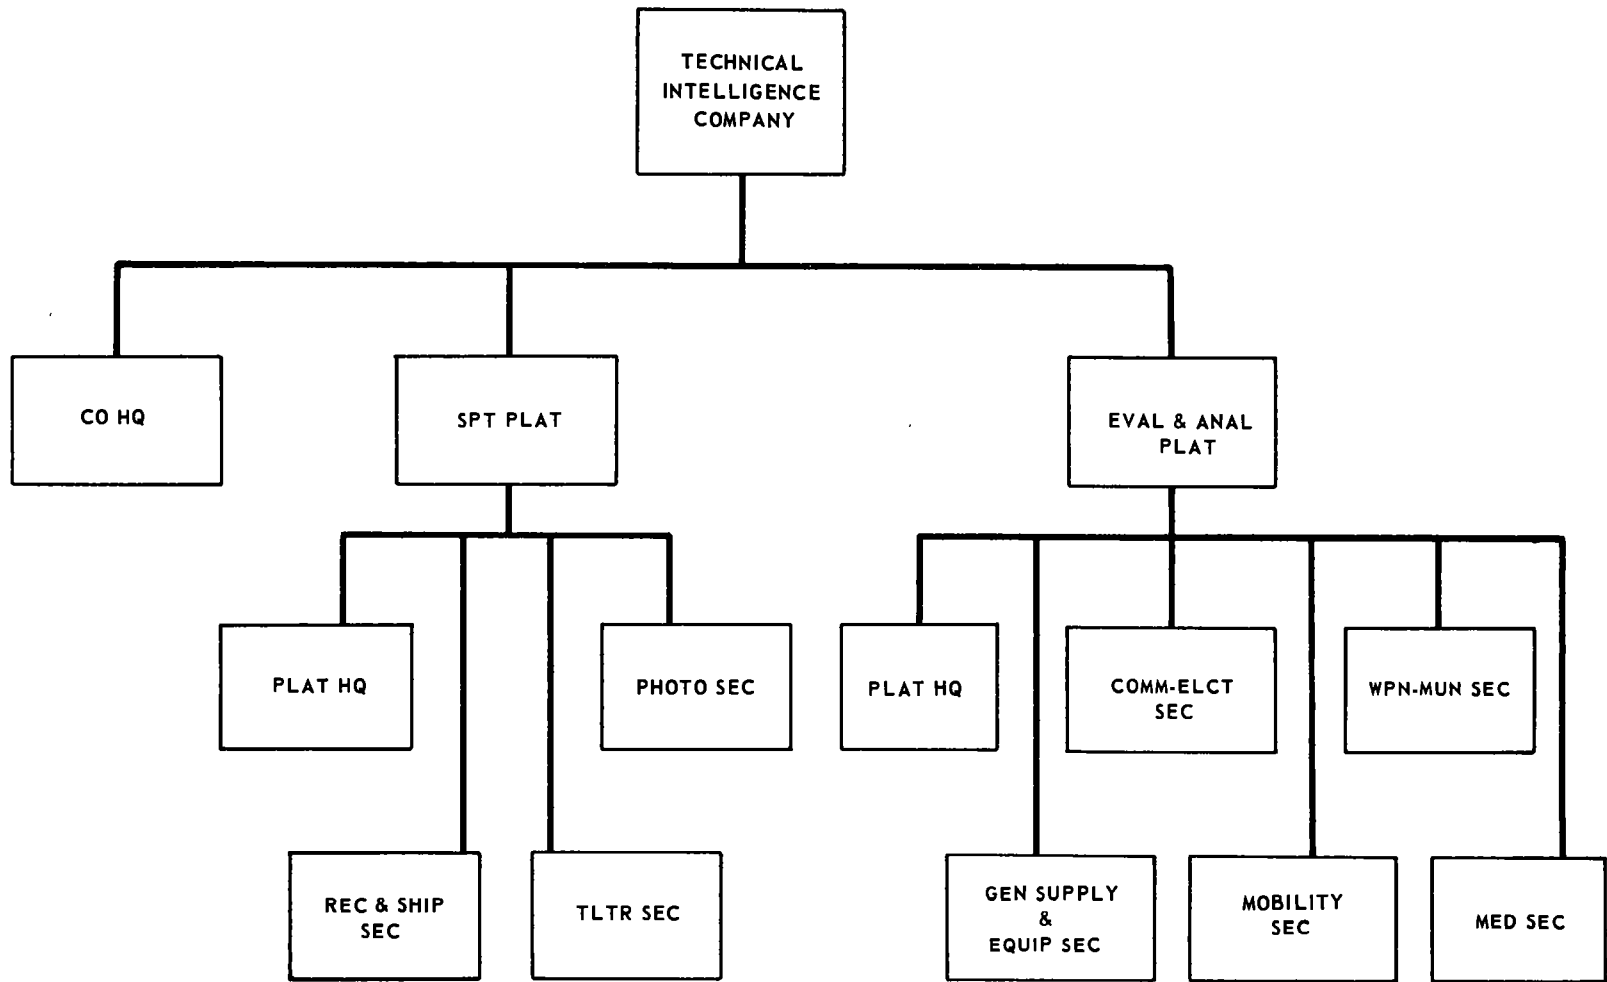 TECHNICAL
INTELLIGENCE
COMPANY
CO HQ
SPT PLAT
EVAL & ANAL
PLAT
PLAT HQ
PHOTO SEC
PLAT HQ
COMM-ELCT
SEC
WPN-MUN SEC
REC & SHIP
SEC
TLTR SEC
GEN SUPPLY
&
EQUIP SEC
MOBILITY
SEC
MED SEC